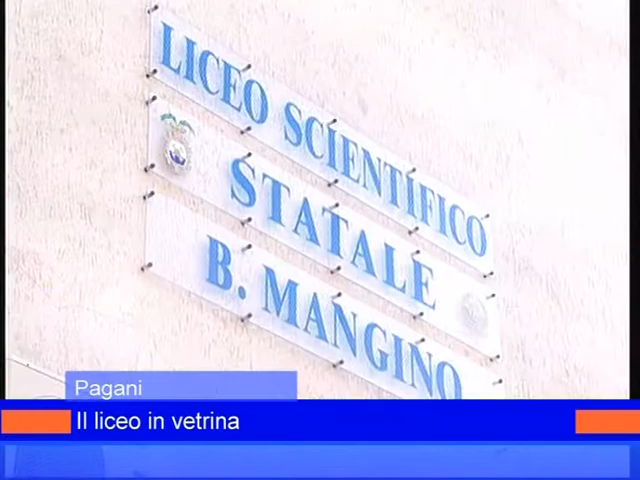 LICEO SCIENTIFICO
STATALE
B. MANGINO
Pagani
Il liceo in vetrina